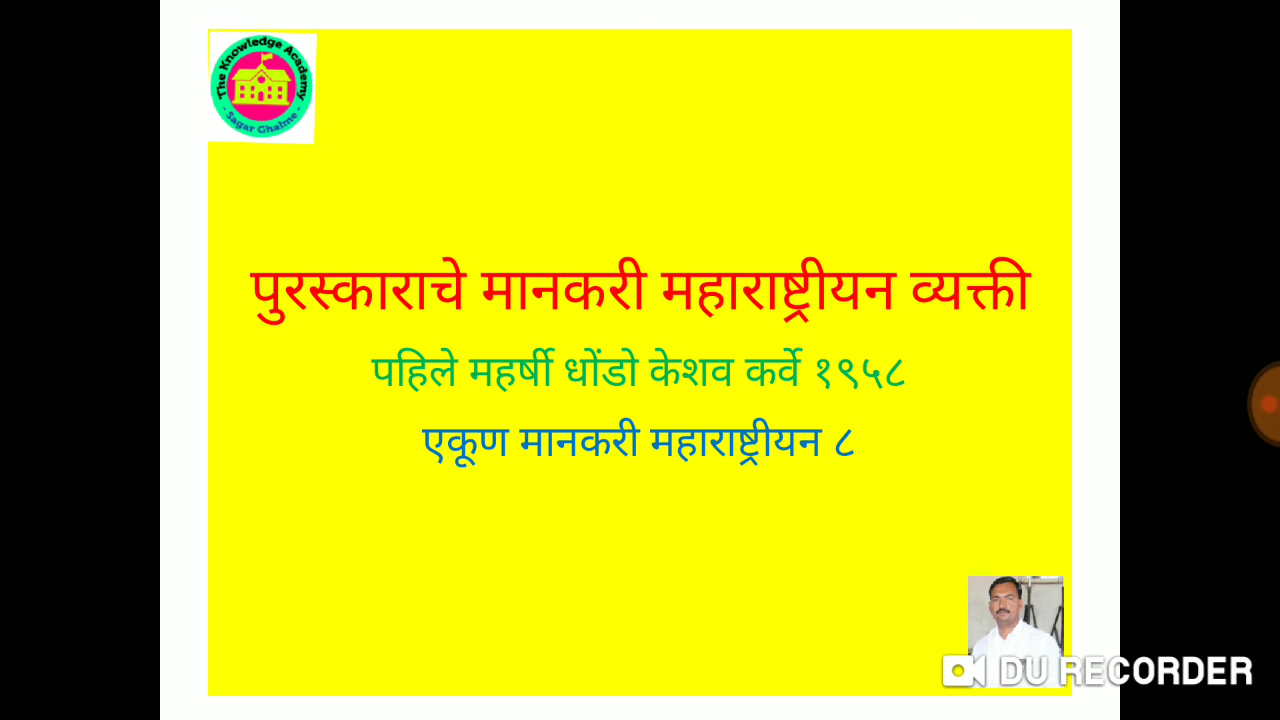 The Knowledge Academy
- Sagar Ghalme -
पुरस्काराचे मानकरी महाराष्ट्रीयन व्यक्ती
पहिले महर्षी धोंडो केशव कर्वे १९५८
एकूण मानकरी महाराष्ट्रीयन ८
DU RECORDER